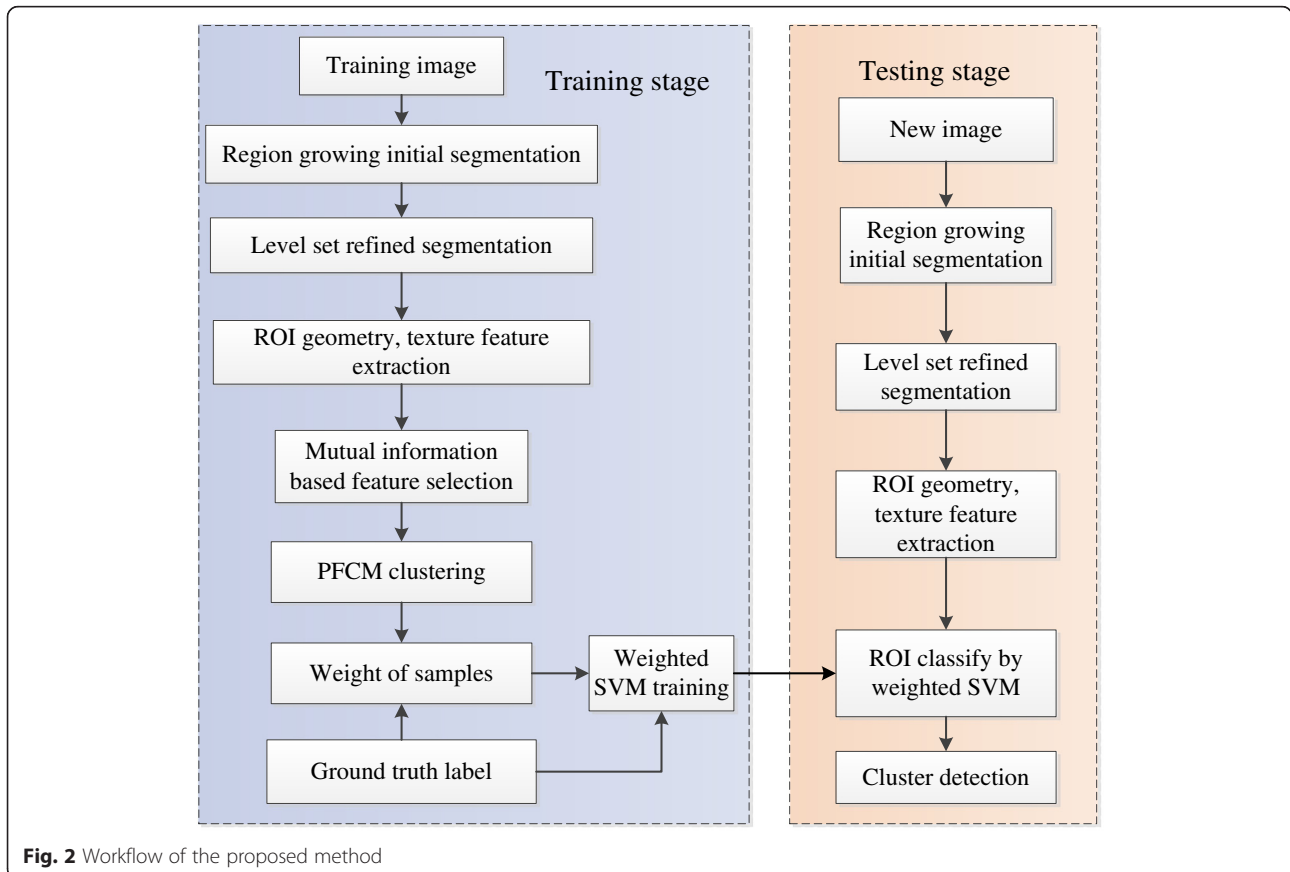 Training image
Training stage
Region growing initial segmentation
Level set refined segmentation
ROI geometry, texture feature
extraction
Mutual information
based feature selection
PFCM clustering
Weight of samples
Weighted
SVM training
Ground truth label
Testing stage
New image
Region growing
initial segmentation
Level set refined
segmentation
ROI geometry,
texture feature
extraction
ROI classify by
weighted SVM
Cluster detection
Fig. 2 Workflow of the proposed method